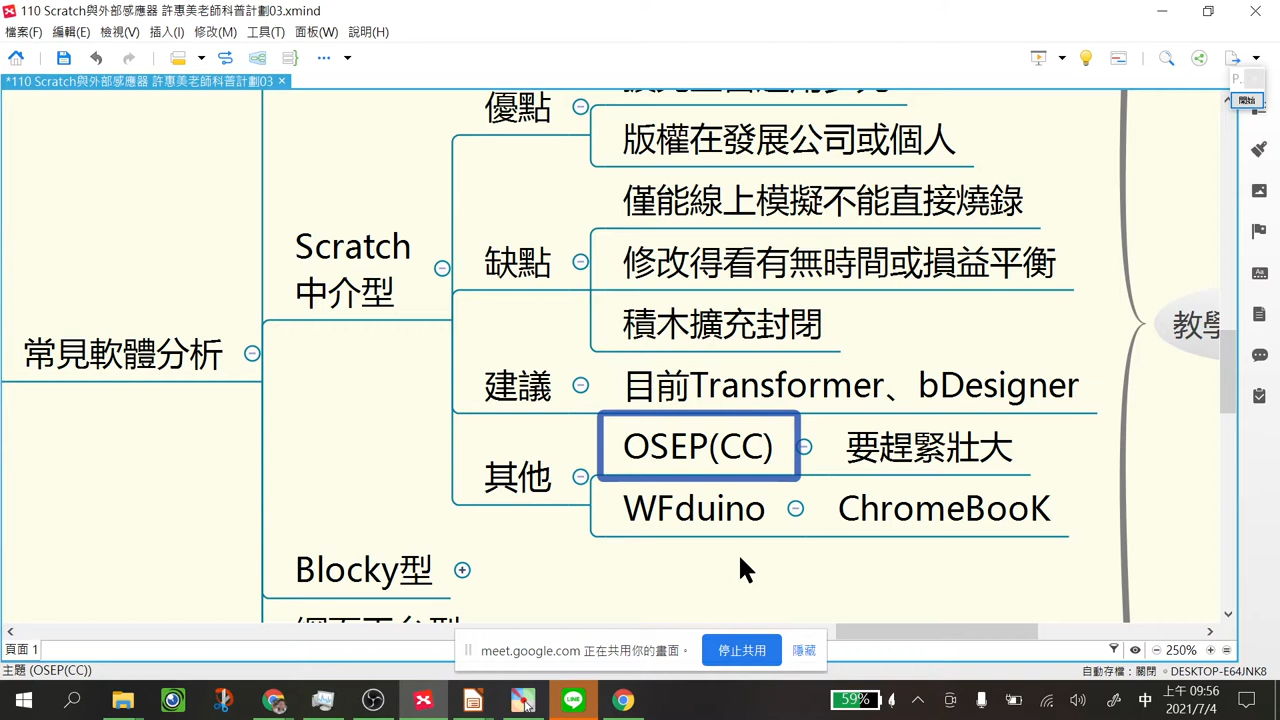 110 Scratch與外部感應器 許惠美老師科普計劃03.xmind
檔案(F) 編輯(E) 檢視(V) 插入(I) 修改(M) 工具(T) 面板(W) 說明(H)
*110 Scratch與外部感應器 許惠美老師科普計劃03
P.
開始
優點
版權在發展公司或個人
僅能線上模擬不能直接燒錄
Scratch
中介型
缺點
修改得看有無時間或損益平衡
積木擴充封閉
教學
常見軟體分析
建議
目前Transformer、bDesigner
OSEP(CC)
要趕緊壯大
其他
WFduino
ChromeBooK
Blocky型
meet.google.com 正在共用你的畫面。
停止共用
隱藏
頁面 1
250%
主題 (OSEP(CC))
自動存檔：關閉
DESKTOP-E64JNK8
59%
中
上午 09:56
2021/7/4